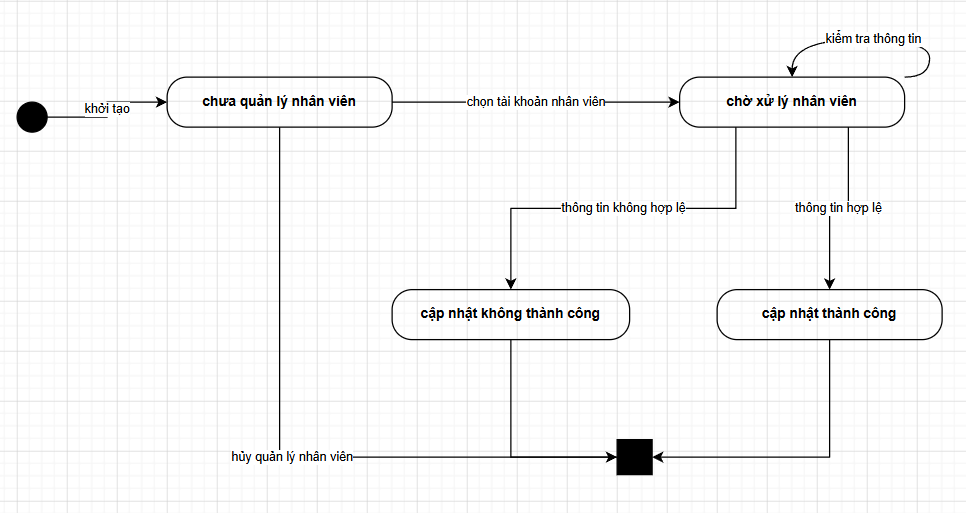 kiểm tra thông tin
khởi tạo
chưa quản lý nhân viên
chọn tài khoản nhân viên
chờ xử lý nhân viên
thông tin không hợp lệ
thông tin hợp lệ
cập nhật không thành công
cập nhật thành công
hủy quản lý nhân viên